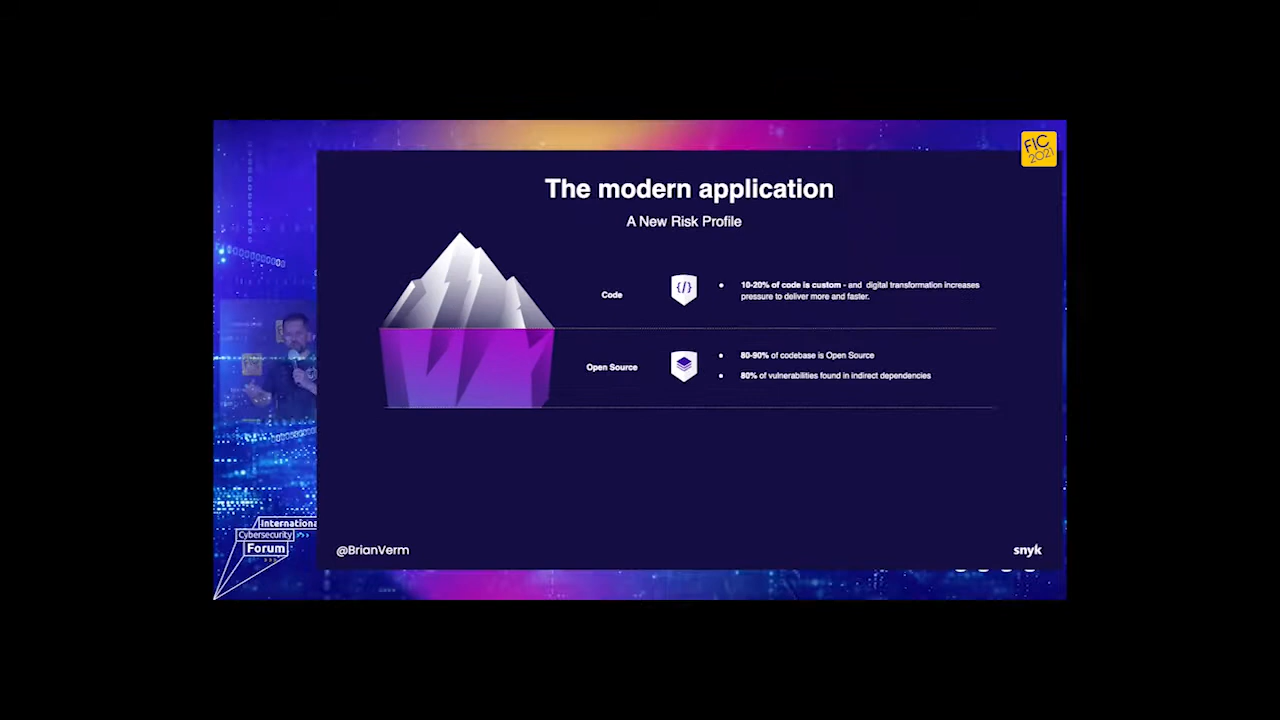 FIC
2021
The modern application
A New Risk Profile
Code
{/}
10-20% of code is custom - and digital transformation increases
pressure to deliver more and faster.
Open Source
80-90% of codebase is Open Source
80% of vulnerabilities found in indirect dependencies
Internationa
Cybersecurity
Forum
@BrianVerm
snyk